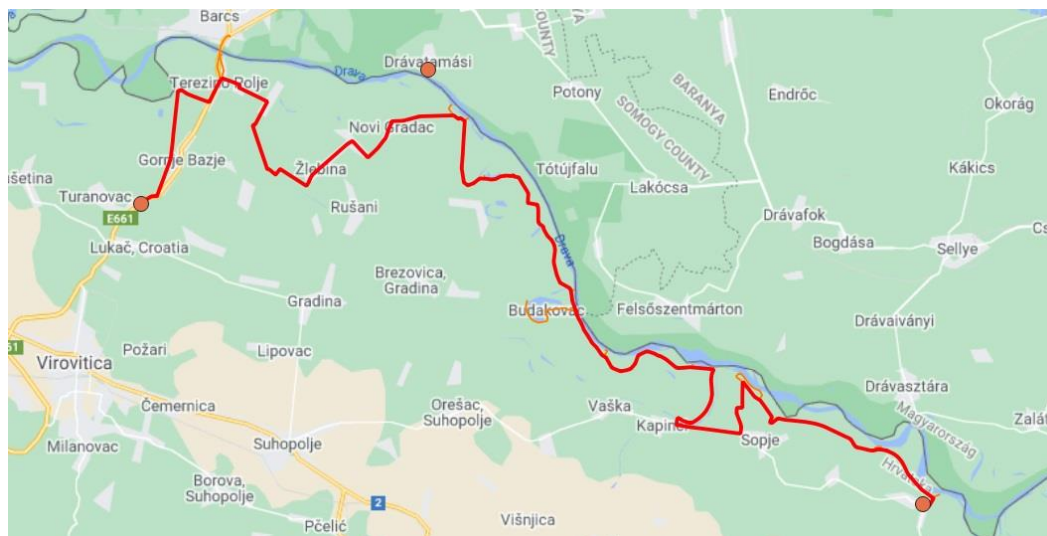 Barcs
COUNTY
Drava
Drávatamási
Terezino Polje
Potony
BARANYA
SOMOGY COUNTY
Endrőc
Okorág
Novi Gradac
Gornje Bazje
Žlebina
Tótújfalu
Kákics
Turanovac
Rušani
Lakócsa
E661
Drávafok
Lukač, Croatia
Bogdása
Sellye
Drava
Brezovica,
Gradina
Gradina
Budakovac
Felsőszentmárton
Drávaiványi
61
Požari
Lipovac
Virovitica
Drávasztára
Čemernica
Orešac,
Suhopolje
Vaška
Magyarország
Milanovac
Suhopolje
Sopje
Hrvatska
Borova,
Suhopolje
2
Pčelić
Višnjica